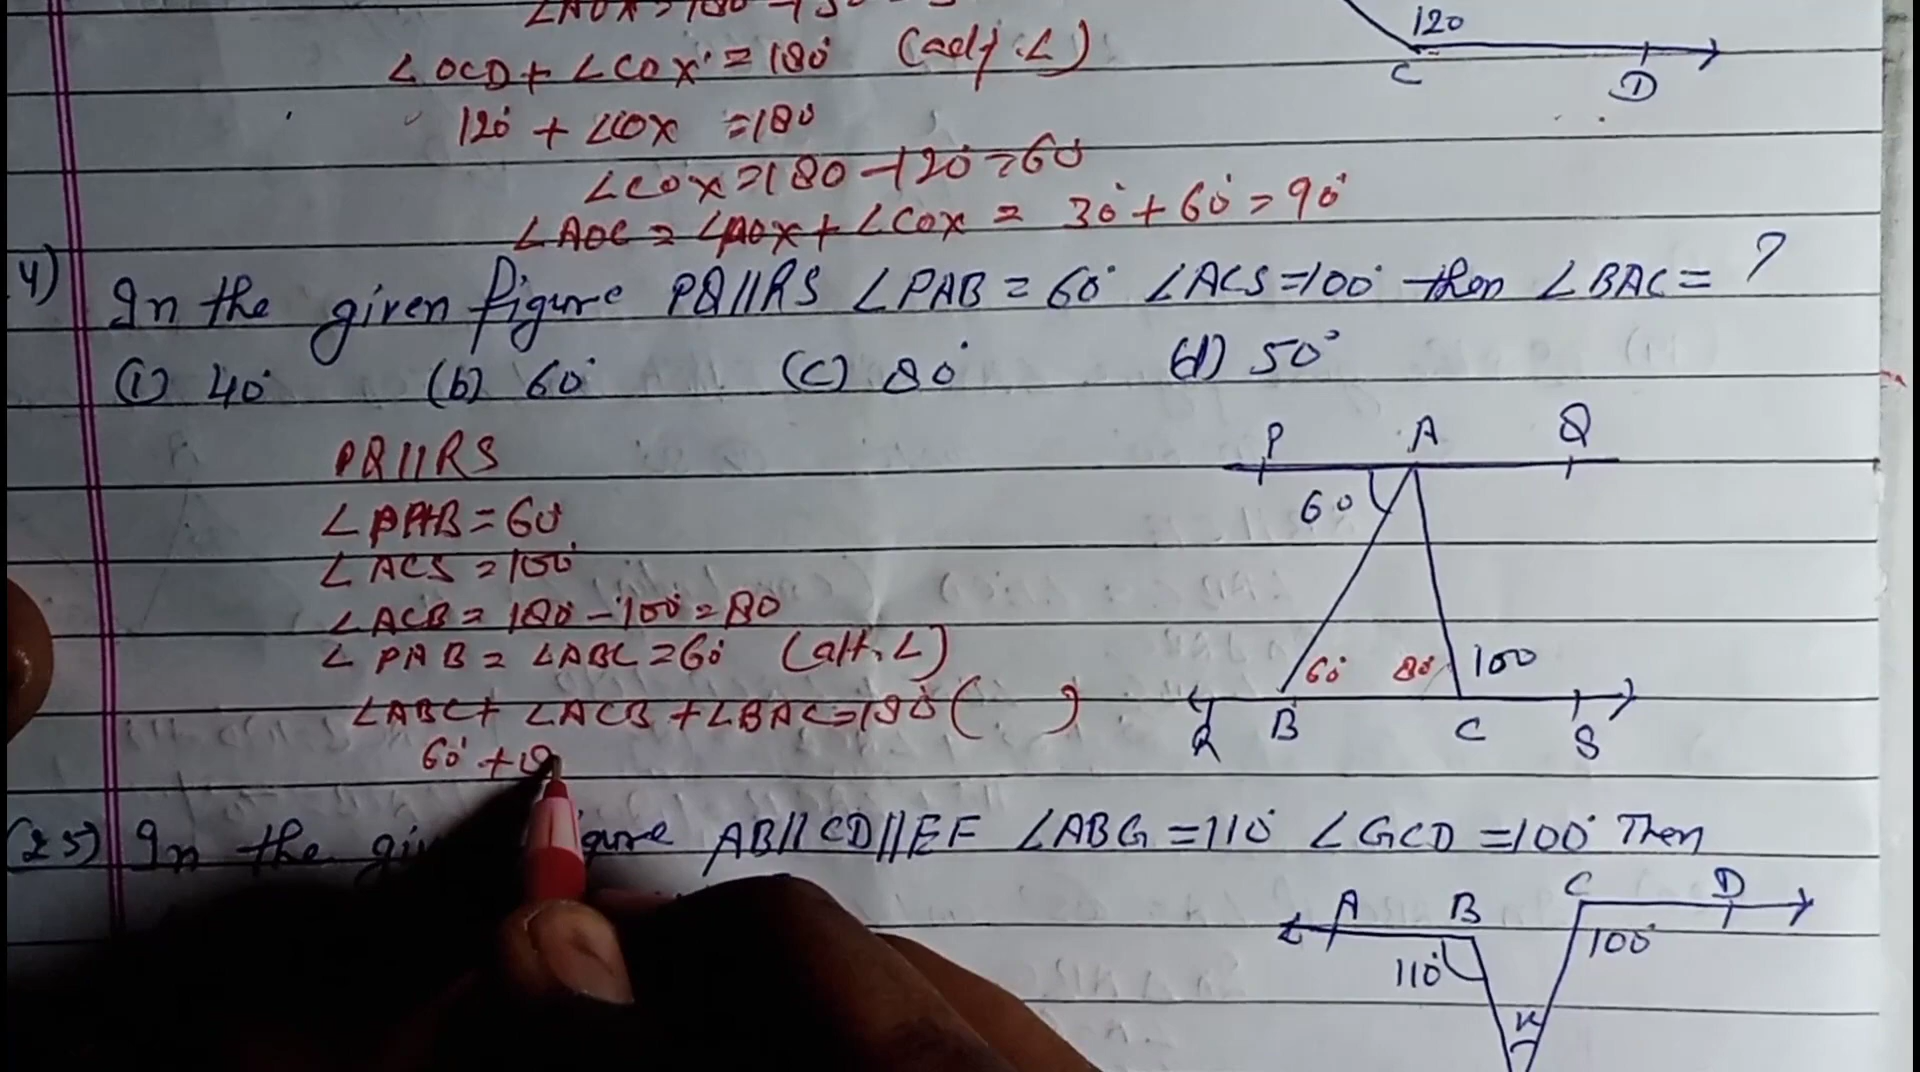 ∠OCD + ∠COX = 180° (adj. ∠)
120° + ∠COX = 180
∠COX = 180 - 120 = 60
∠AOC = ∠AOX + ∠COX = 30° + 60° = 90°
4) In the given figure PQ//RS ∠PAB = 60° ∠ACS = 100° then ∠BAC = ?
(i) 40° (b) 60° (c) 80° (d) 50°
PQ//RS
∠PAB = 60
∠ACS = 100°
∠ACB = 180 - 100 = 80
∠PAB = ∠ABC = 60 (alt. ∠)
∠ABC + ∠ACB + ∠BAC = 180 ( )
60° +
(25) In the figure AB//CD//EF ∠ABG = 110° ∠GCD = 100° Then
120
C D
P A Q
60
60° 80° 100
R B C S
A B C D
110° 100°